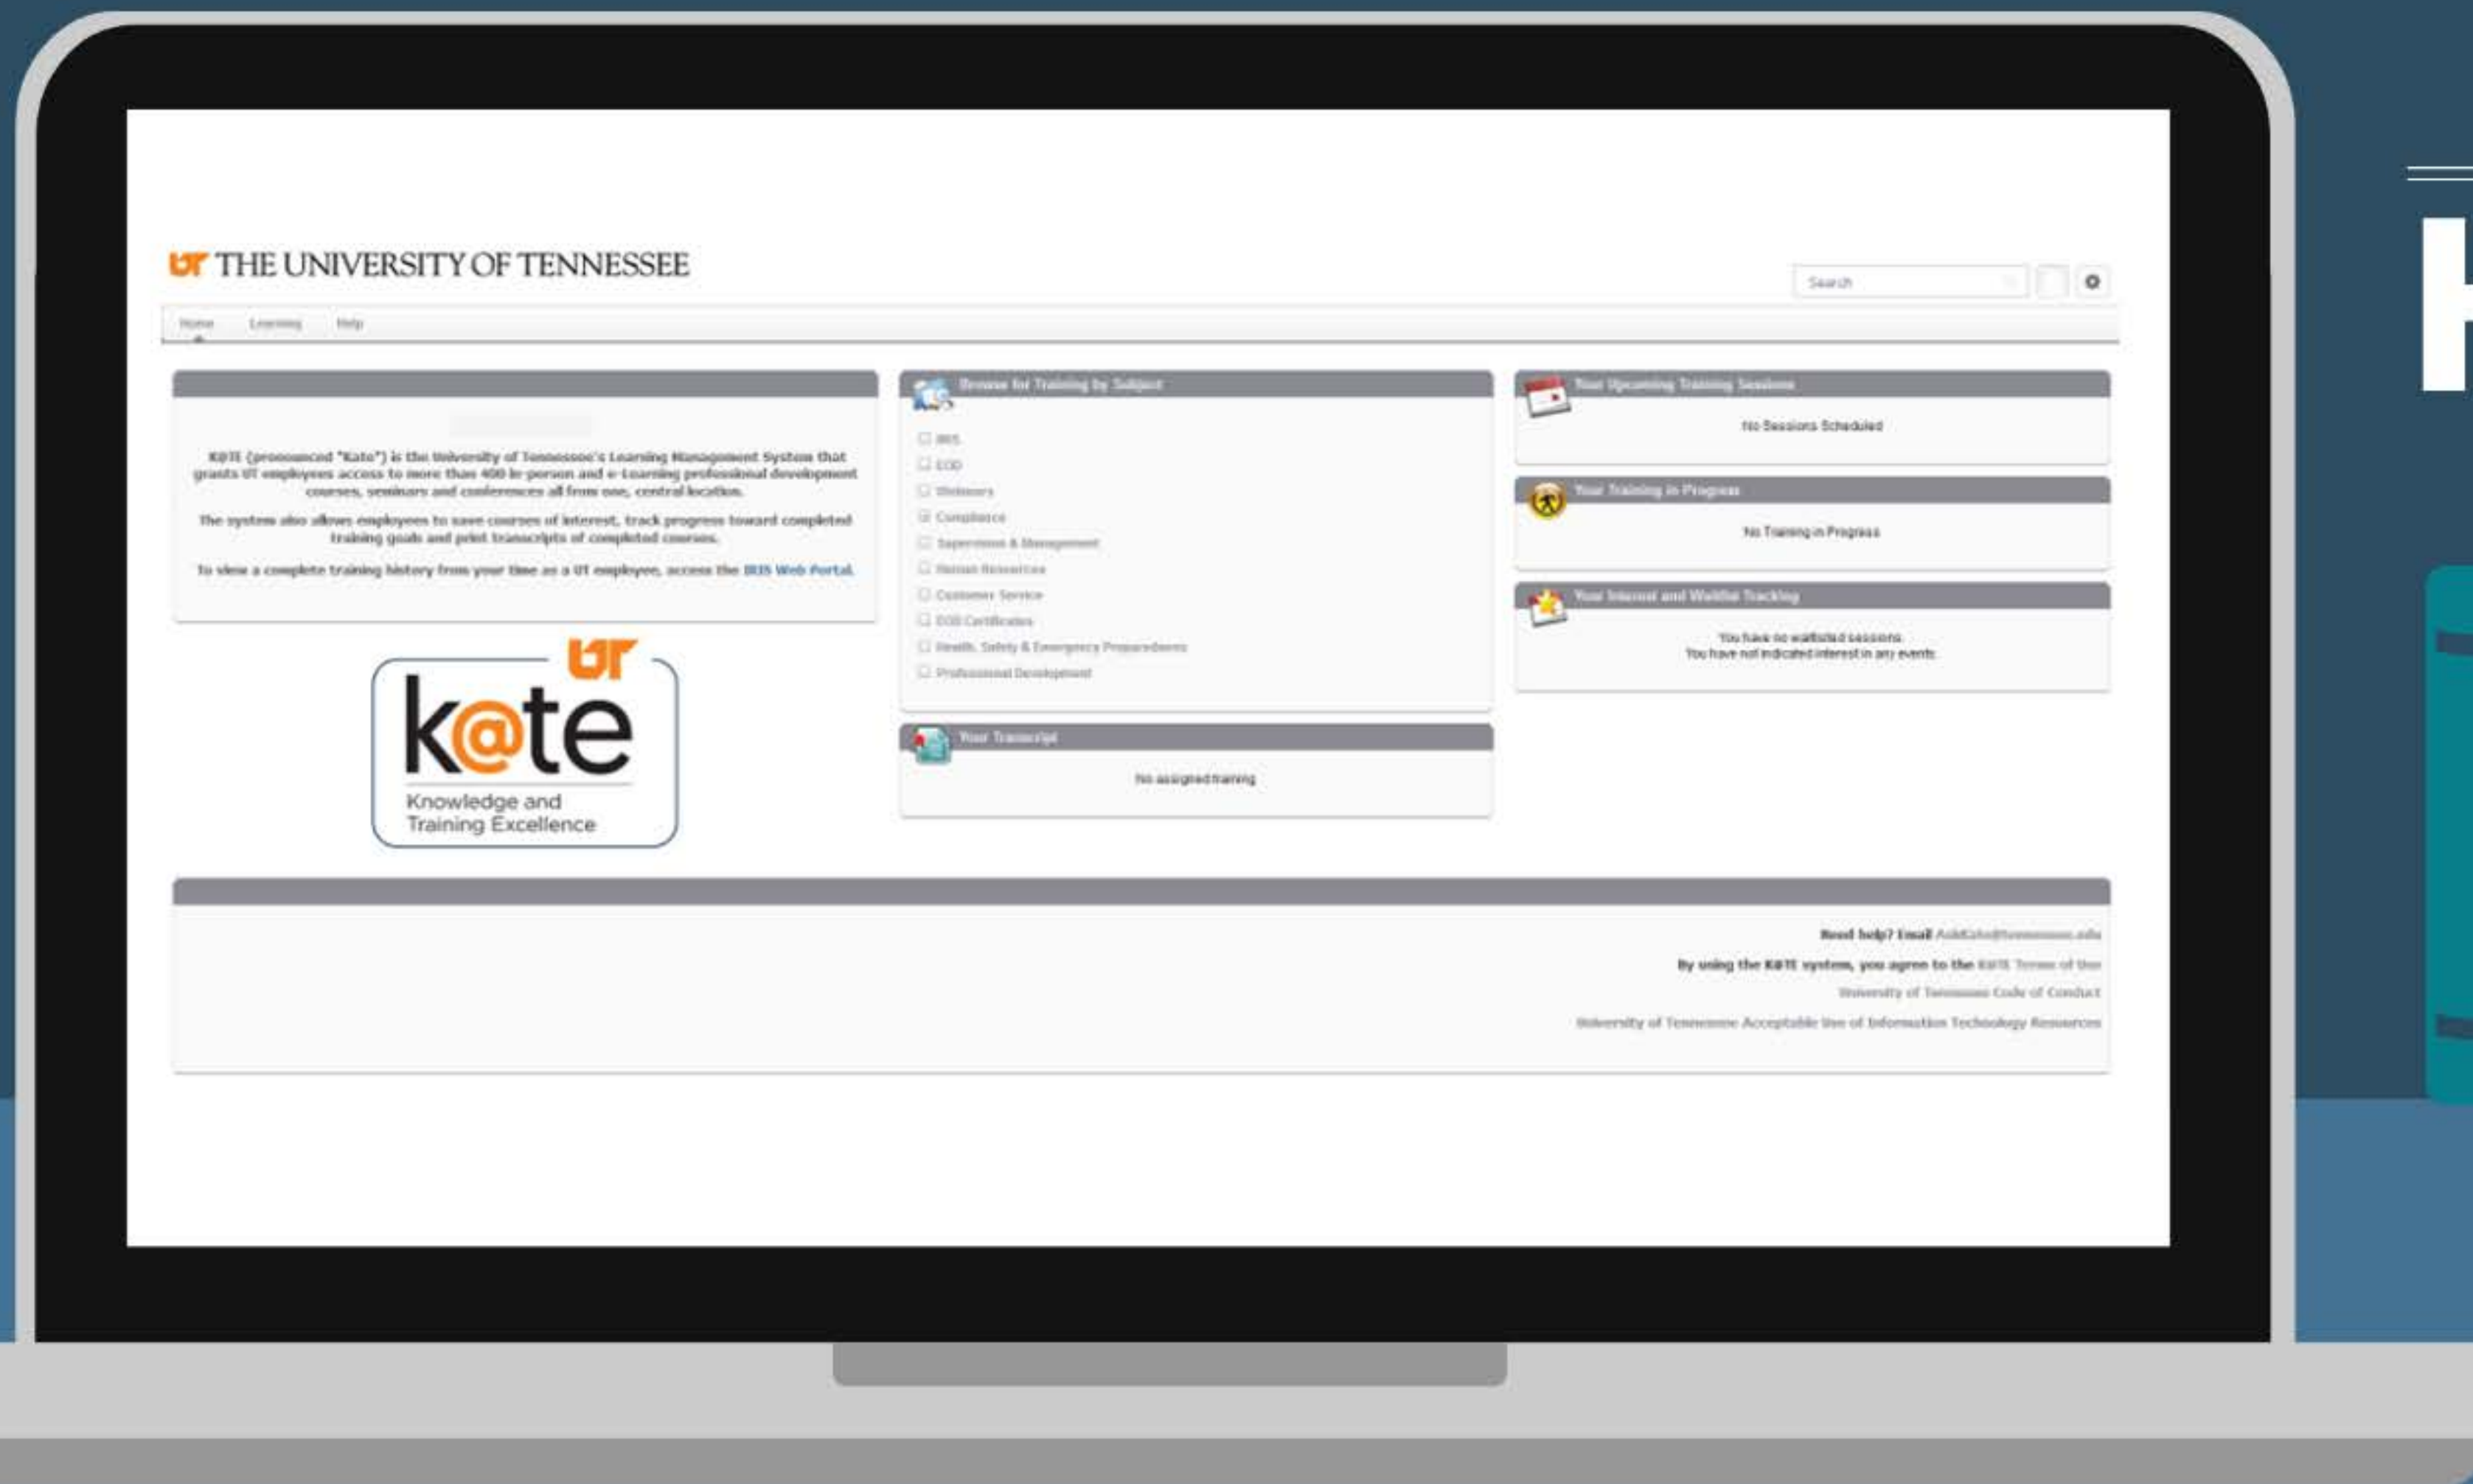 UT THE UNIVERSITY OF TENNESSEE
Search
Home Learning Help
K@TE (pronounced "Kate") is the University of Tennessee's Learning Management System that
grants UT employees access to more than 400 in-person and e-Learning professional development
courses, seminars and conferences all from one, central location.
The system also allows employees to save courses of interest, track progress toward completed
training goals and print transcripts of completed courses.
To view a complete training history from your time as a UT employee, access the IRIS Web Portal.
UT
k@te
Knowledge and
Training Excellence
Browse for Training by Subject
IRIS
EOD
Webinars
Compliance
Supervision & Management
Human Resources
Customer Service
EOD Certificates
Health, Safety & Emergency Preparedness
Professional Development
Your Transcript
No assigned training
Your Upcoming Training Sessions
No Sessions Scheduled
Your Training in Progress
No Training in Progress
Your Interest and Waitlist Tracking
You have no waitlisted sessions.
You have not indicated interest in any events.
Need help? Email AskKate@tennessee.edu
By using the K@TE system, you agree to the K@TE Terms of Use
University of Tennessee Code of Conduct
University of Tennessee Acceptable Use of Information Technology Resources